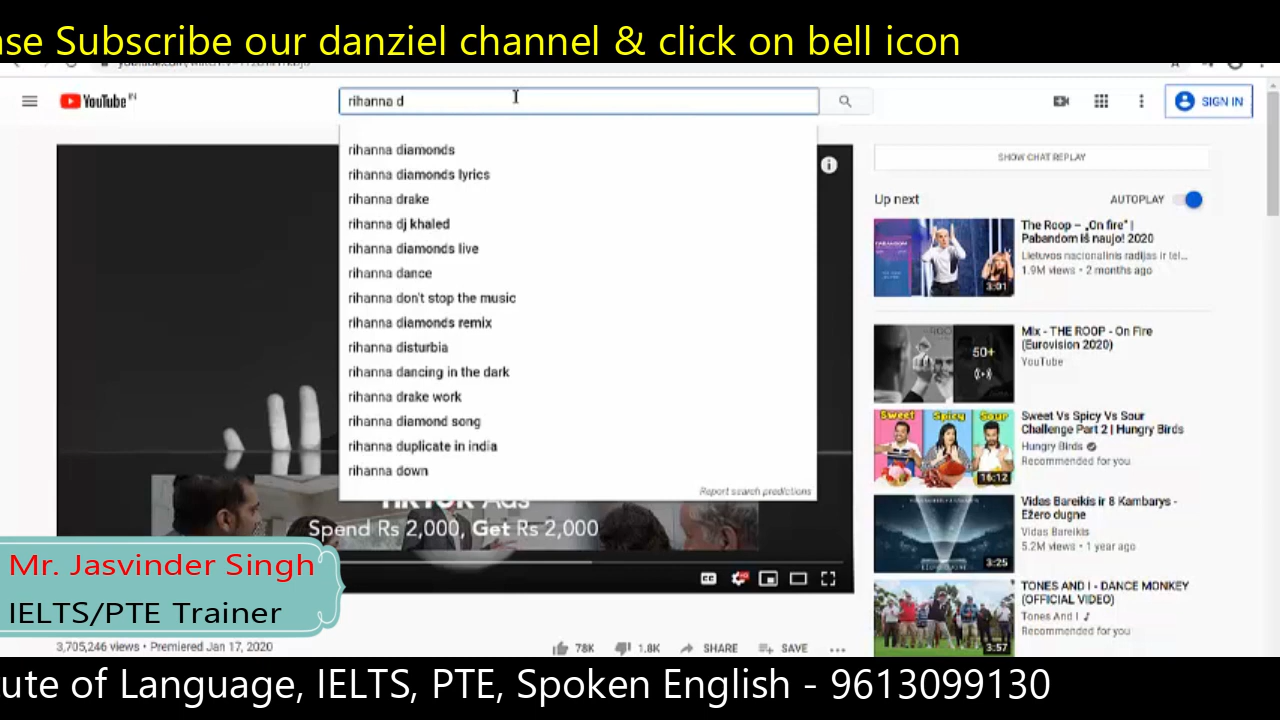 se Subscribe our danziel channel & click on bell icon
YouTube IN
rihanna d
SIGN IN
rihanna diamonds
rihanna diamonds lyrics
rihanna drake
rihanna dj khaled
rihanna diamonds live
rihanna dance
rihanna don't stop the music
rihanna diamonds remix
rihanna disturbia
rihanna dancing in the dark
rihanna drake work
rihanna diamond song
rihanna duplicate in india
rihanna down
Report search predictions
Ads
Spend Rs 2,000, Get Rs 2,000
SHOW CHAT REPLAY
Up next
AUTOPLAY
The Roop – „On fire" |
Pabandom iš naujo! 2020
Lietuvos nacionalinis radijas ir tel...
1.9M views • 2 months ago
3:01
Mix - THE ROOP - On Fire
(Eurovision 2020)
YouTube
50+
Sweet Vs Spicy Vs Sour
Challenge Part 2 | Hungry Birds
Hungry Birds
Recommended for you
Sweet Spicy Sour
16:12
Vidas Bareikis ir 8 Kambarys -
Ežero dugne
Vidas Bareikis
5.2M views • 1 year ago
3:25
TONES AND I - DANCE MONKEY
(OFFICIAL VIDEO)
Tones And I
Recommended for you
3:57
Mr. Jasvinder Singh
IELTS/PTE Trainer
3,705,246 views • Premiered Jan 17, 2020
78K
1.8K
SHARE
SAVE
ute of Language, IELTS, PTE, Spoken English - 9613099130